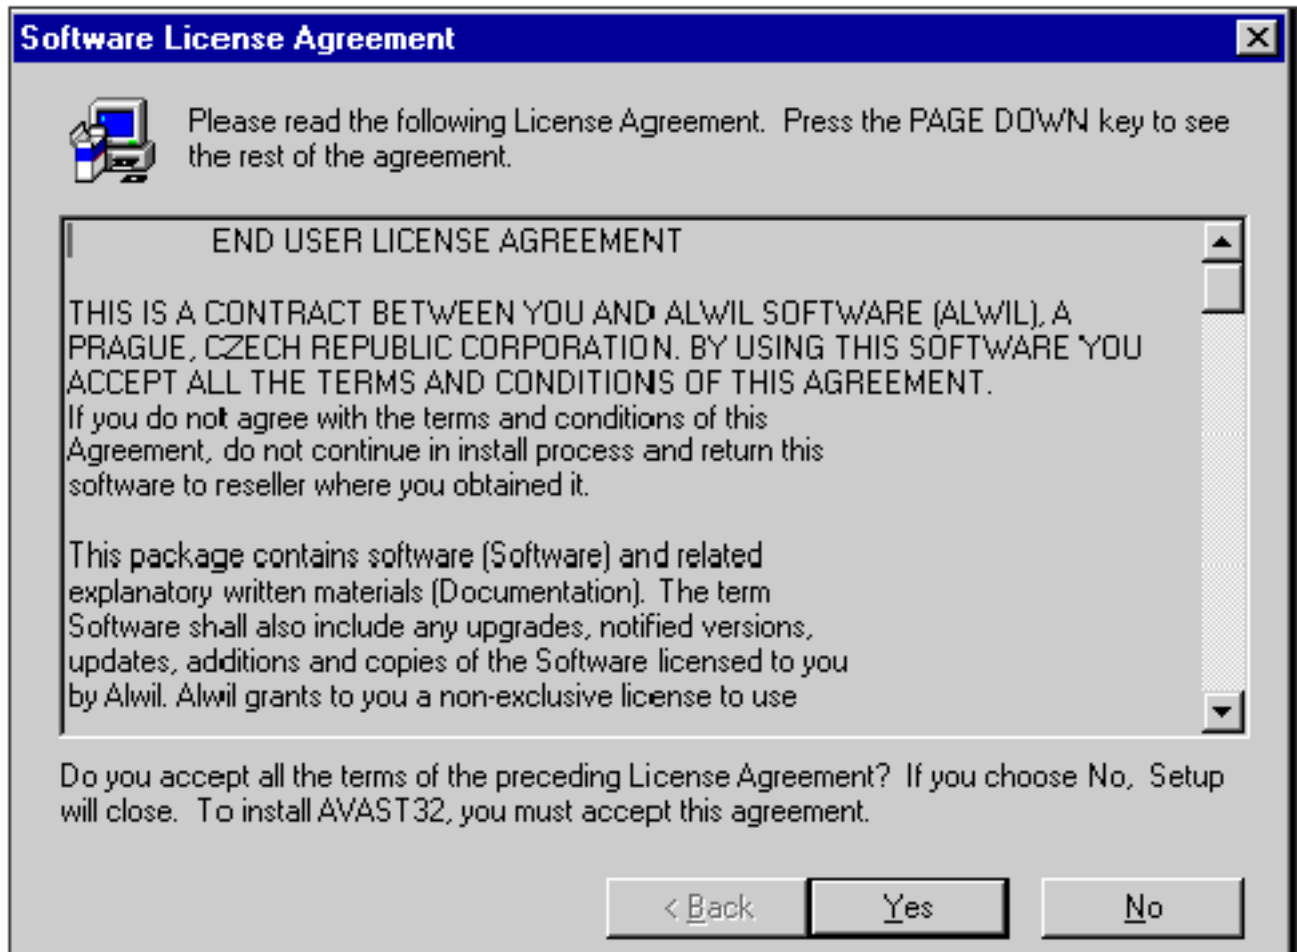 Software License Agreement
Please read the following License Agreement.  Press the PAGE DOWN key to see
the rest of the agreement.
END USER LICENSE AGREEMENT
THIS IS A CONTRACT BETWEEN YOU AND ALWIL SOFTWARE (ALWIL), A
PRAGUE, CZECH REPUBLIC CORPORATION. BY USING THIS SOFTWARE YOU
ACCEPT ALL THE TERMS AND CONDITIONS OF THIS AGREEMENT.
If you do not agree with the terms and conditions of this
Agreement, do not continue in install process and return this
software to reseller where you obtained it.
This package contains software (Software) and related
explanatory written materials (Documentation).  The term
Software shall also include any upgrades, notified versions,
updates, additions and copies of the Software licensed to you
by Alwil. Alwil grants to you a non-exclusive license to use
Do you accept all the terms of the preceding License Agreement?  If you choose No,  Setup
will close.  To install AVAST32, you must accept this agreement.
< Back Yes No